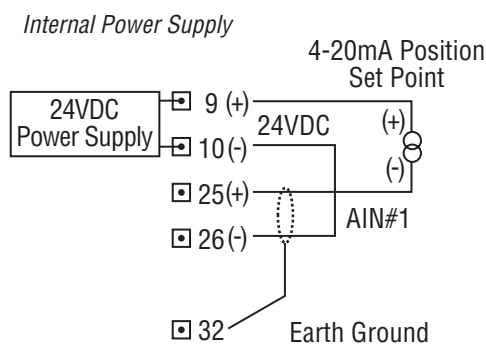 Internal Power Supply
4-20mA Position
Set Point
24VDC
Power Supply
9 (+)
24VDC
10 (-)
(+)
(-)
25 (+)
AIN#1
26 (-)
32
Earth Ground